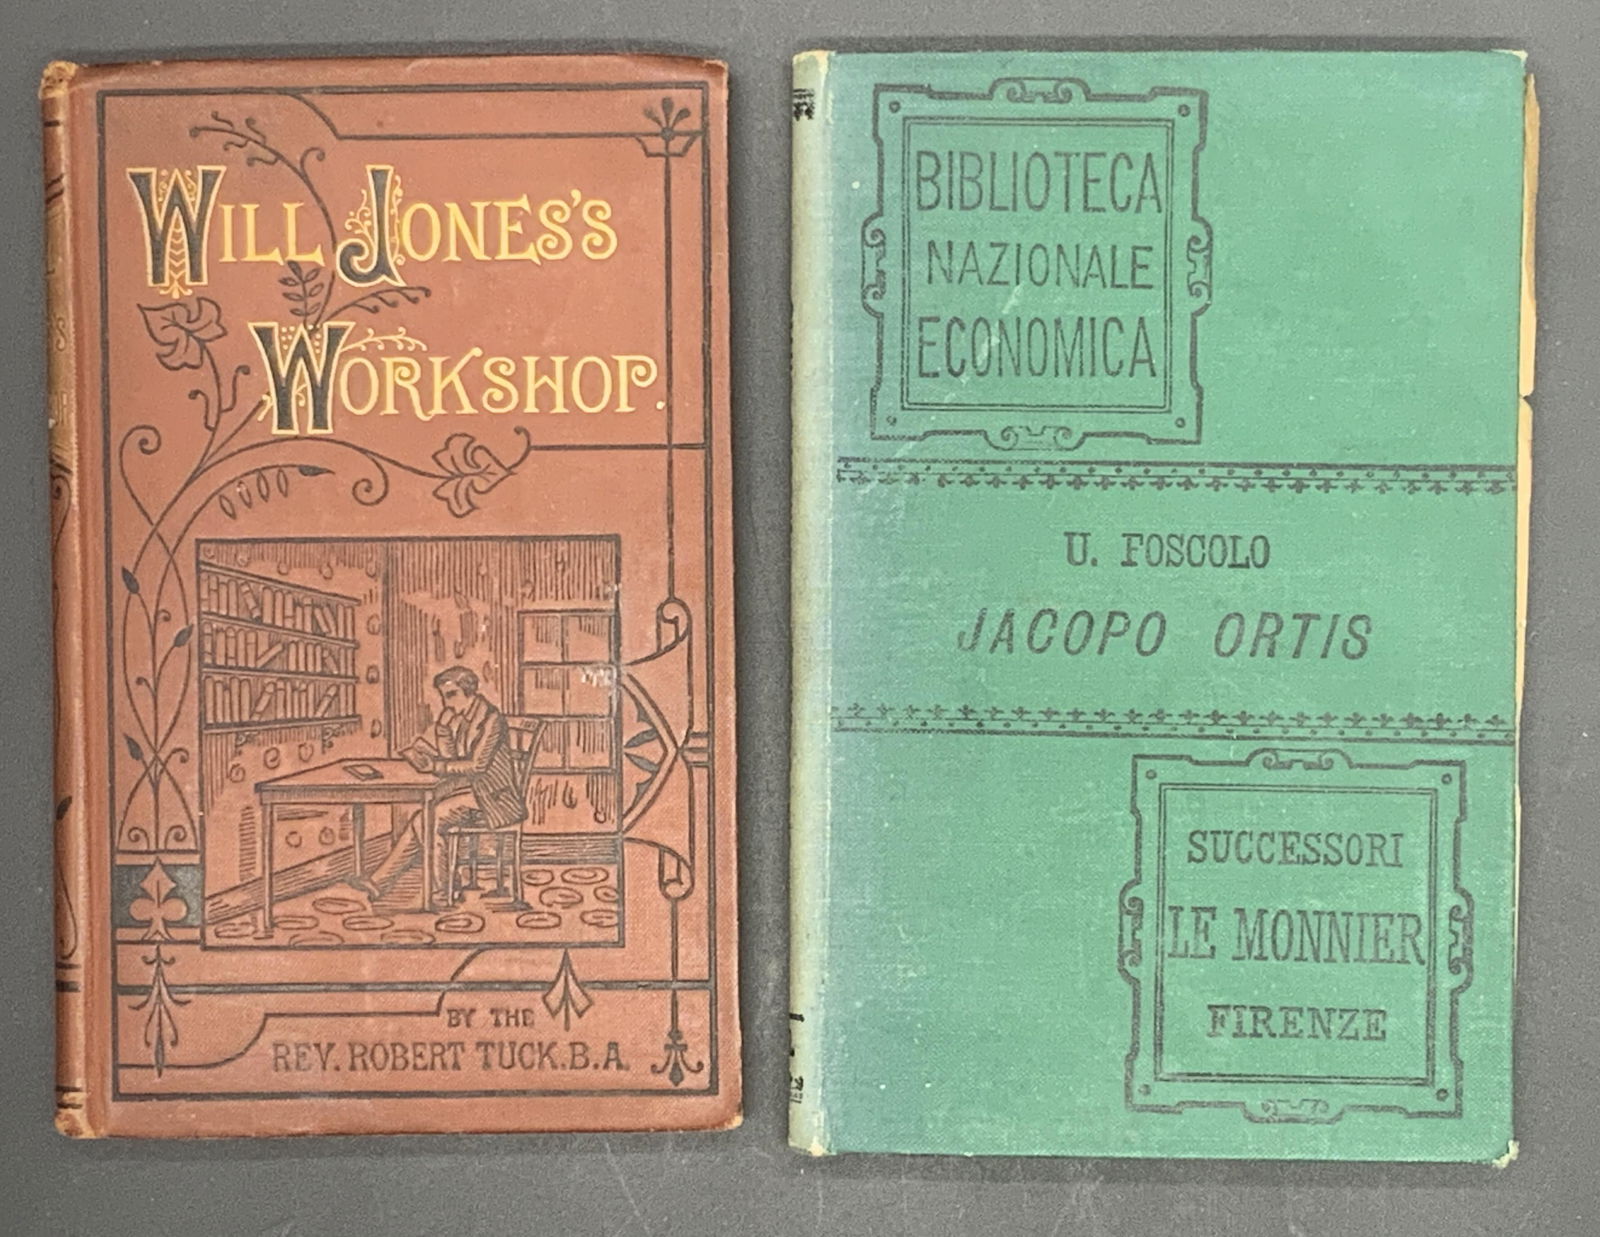 WILL JONES'S
WORKSHOP.
BY THE
REV. ROBERT TUCK. B.A.
BIBLIOTECA
NAZIONALE
ECONOMICA
U. FOSCOLO
JACOPO ORTIS
SUCCESSORI
LE MONNIER
FIRENZE